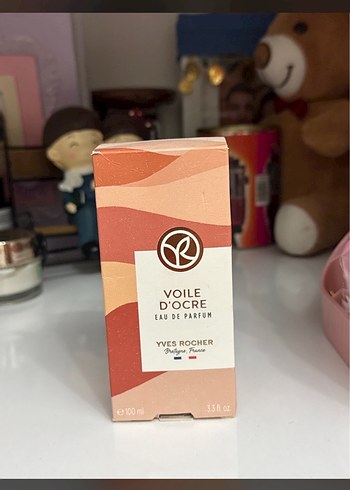 VOILE
D'OCRE
EAU DE PARFUM
YVES ROCHER
Bretagne, France
℮ 100 ml
3.3 fl. oz